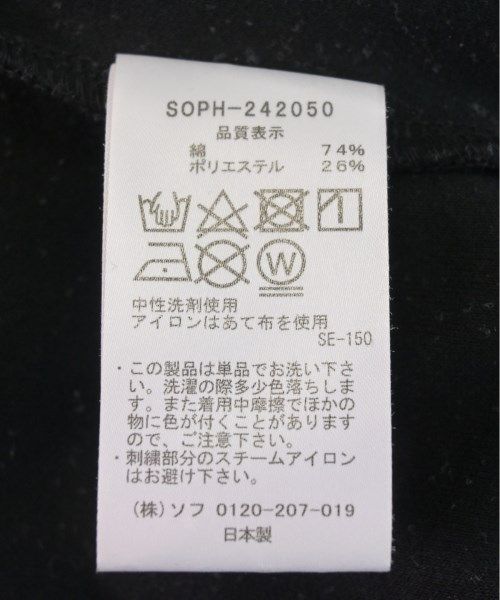 SOPH-242050
品質表示
綿 74%
ポリエステル 26%
W
中性洗剤使用
アイロンはあて布を使用
SE-150
・この製品は単品でお洗い下さ
い。洗濯の際多少色落ちしま
す。また着用中摩擦でほかの
物に色が付くことがあります
ので、ご注意下さい。
・刺繍部分のスチームアイロン
はお避け下さい。
(株)ソフ 0120-207-019
日本製